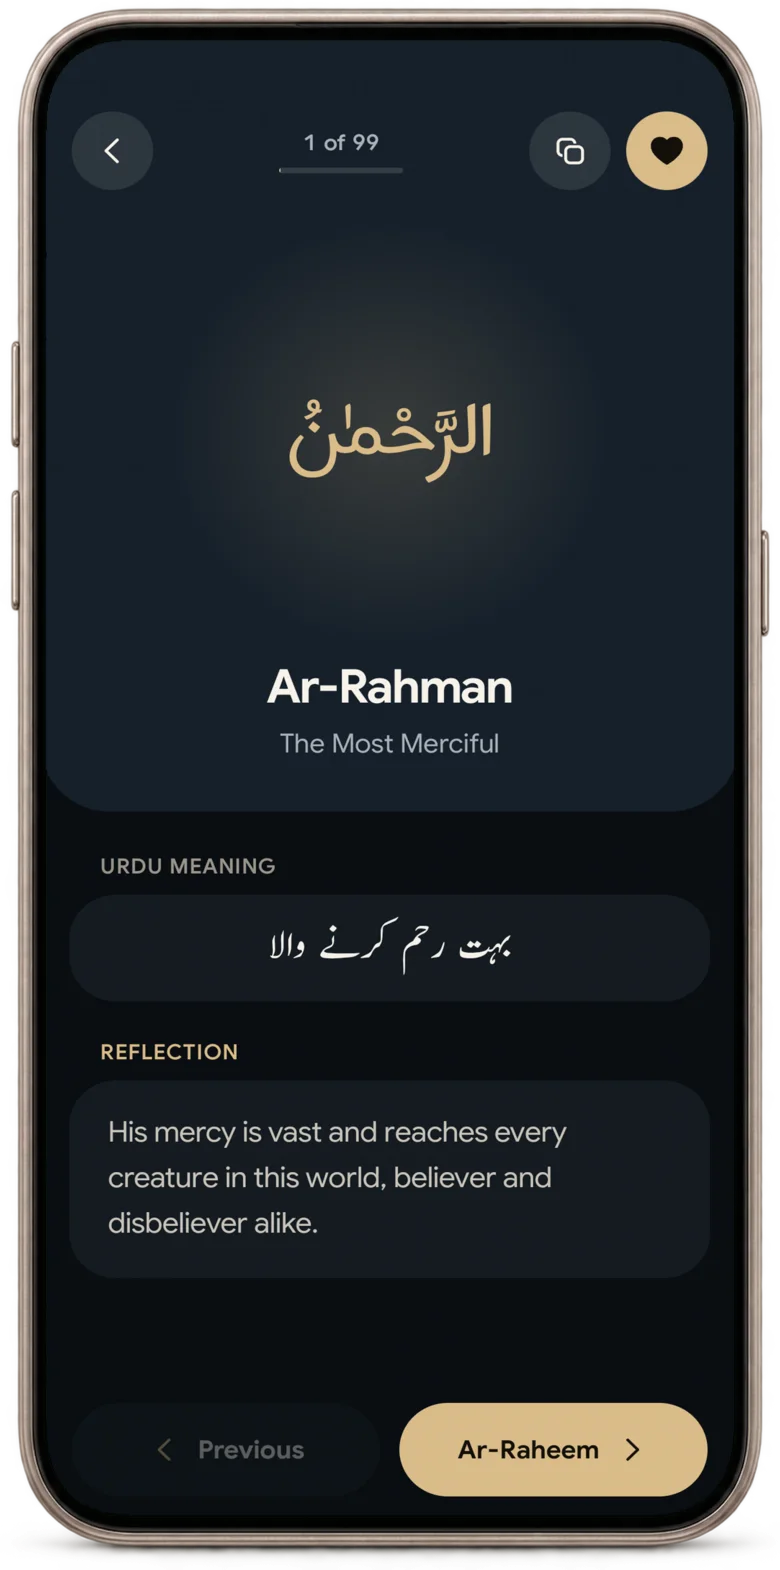 1 of 99
الرَّحْمٰنُ
Ar-Rahman
The Most Merciful
URDU MEANING
بہت رحم کرنے والا
REFLECTION
His mercy is vast and reaches every
creature in this world, believer and
disbeliever alike.
Previous
Ar-Raheem